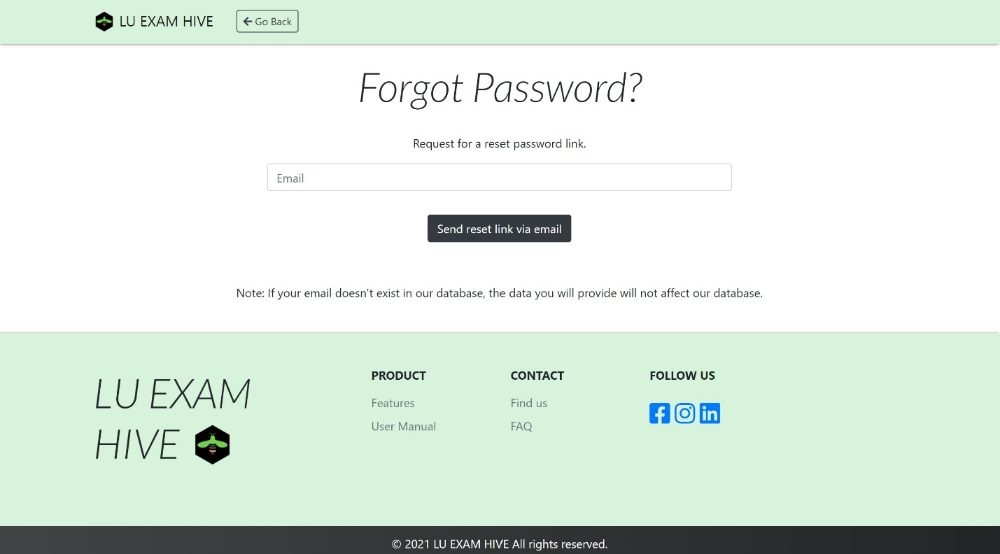 LU EXAM HIVE
Go Back
Forgot Password?
Request for a reset password link.
Email
Send reset link via email
Note: If your email doesn't exist in our database, the data you will provide will not affect our database.
LU EXAM
HIVE
PRODUCT
Features
User Manual
CONTACT
Find us
FAQ
FOLLOW US
© 2021 LU EXAM HIVE All rights reserved.